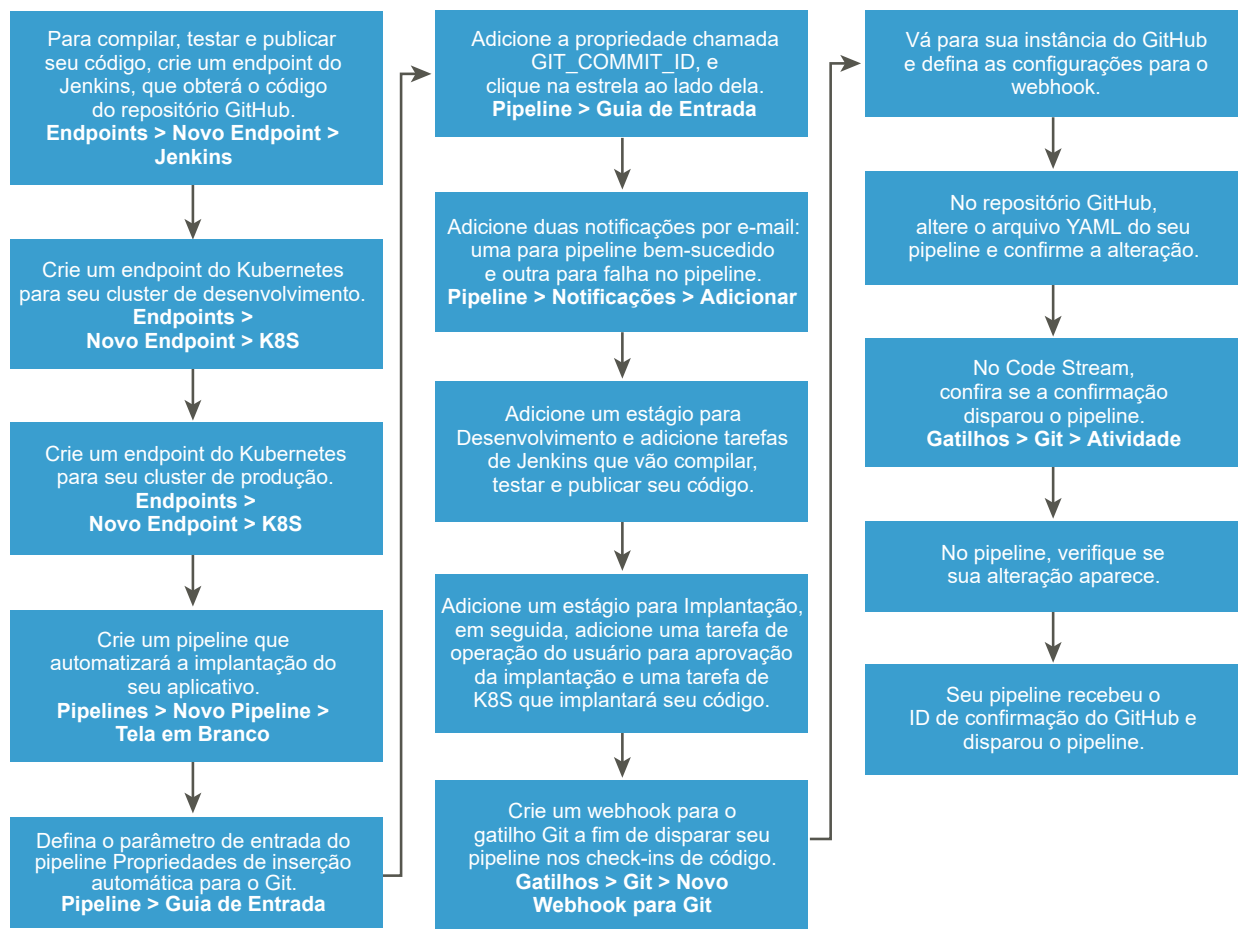 Para compilar, testar e publicar
seu código, crie um endpoint do
Jenkins, que obterá o código
do repositório GitHub.
Endpoints > Novo Endpoint >
Jenkins
Crie um endpoint do Kubernetes
para seu cluster de desenvolvimento.
Endpoints >
Novo Endpoint > K8S
Crie um endpoint do Kubernetes
para seu cluster de produção.
Endpoints >
Novo Endpoint > K8S
Crie um pipeline que
automatizará a implantação do
seu aplicativo.
Pipelines > Novo Pipeline >
Tela em Branco
Defina o parâmetro de entrada do
pipeline Propriedades de inserção
automática para o Git.
Pipeline > Guia de Entrada
Adicione a propriedade chamada
GIT_COMMIT_ID, e
clique na estrela ao lado dela.
Pipeline > Guia de Entrada
Adicione duas notificações por e-mail:
uma para pipeline bem-sucedido
e outra para falha no pipeline.
Pipeline > Notificações > Adicionar
Adicione um estágio para
Desenvolvimento e adicione tarefas
de Jenkins que vão compilar,
testar e publicar seu código.
Adicione um estágio para Implantação,
em seguida, adicione uma tarefa de
operação do usuário para aprovação
da implantação e uma tarefa de
K8S que implantará seu código.
Crie um webhook para o
gatilho Git a fim de disparar seu
pipeline nos check-ins de código.
Gatilhos > Git > Novo
Webhook para Git
Vá para sua instância do GitHub
e defina as configurações para o
webhook.
No repositório GitHub,
altere o arquivo YAML do seu
pipeline e confirme a alteração.
No Code Stream,
confira se a confirmação
disparou o pipeline.
Gatilhos > Git > Atividade
No pipeline, verifique se
sua alteração aparece.
Seu pipeline recebeu o
ID de confirmação do GitHub e
disparou o pipeline.